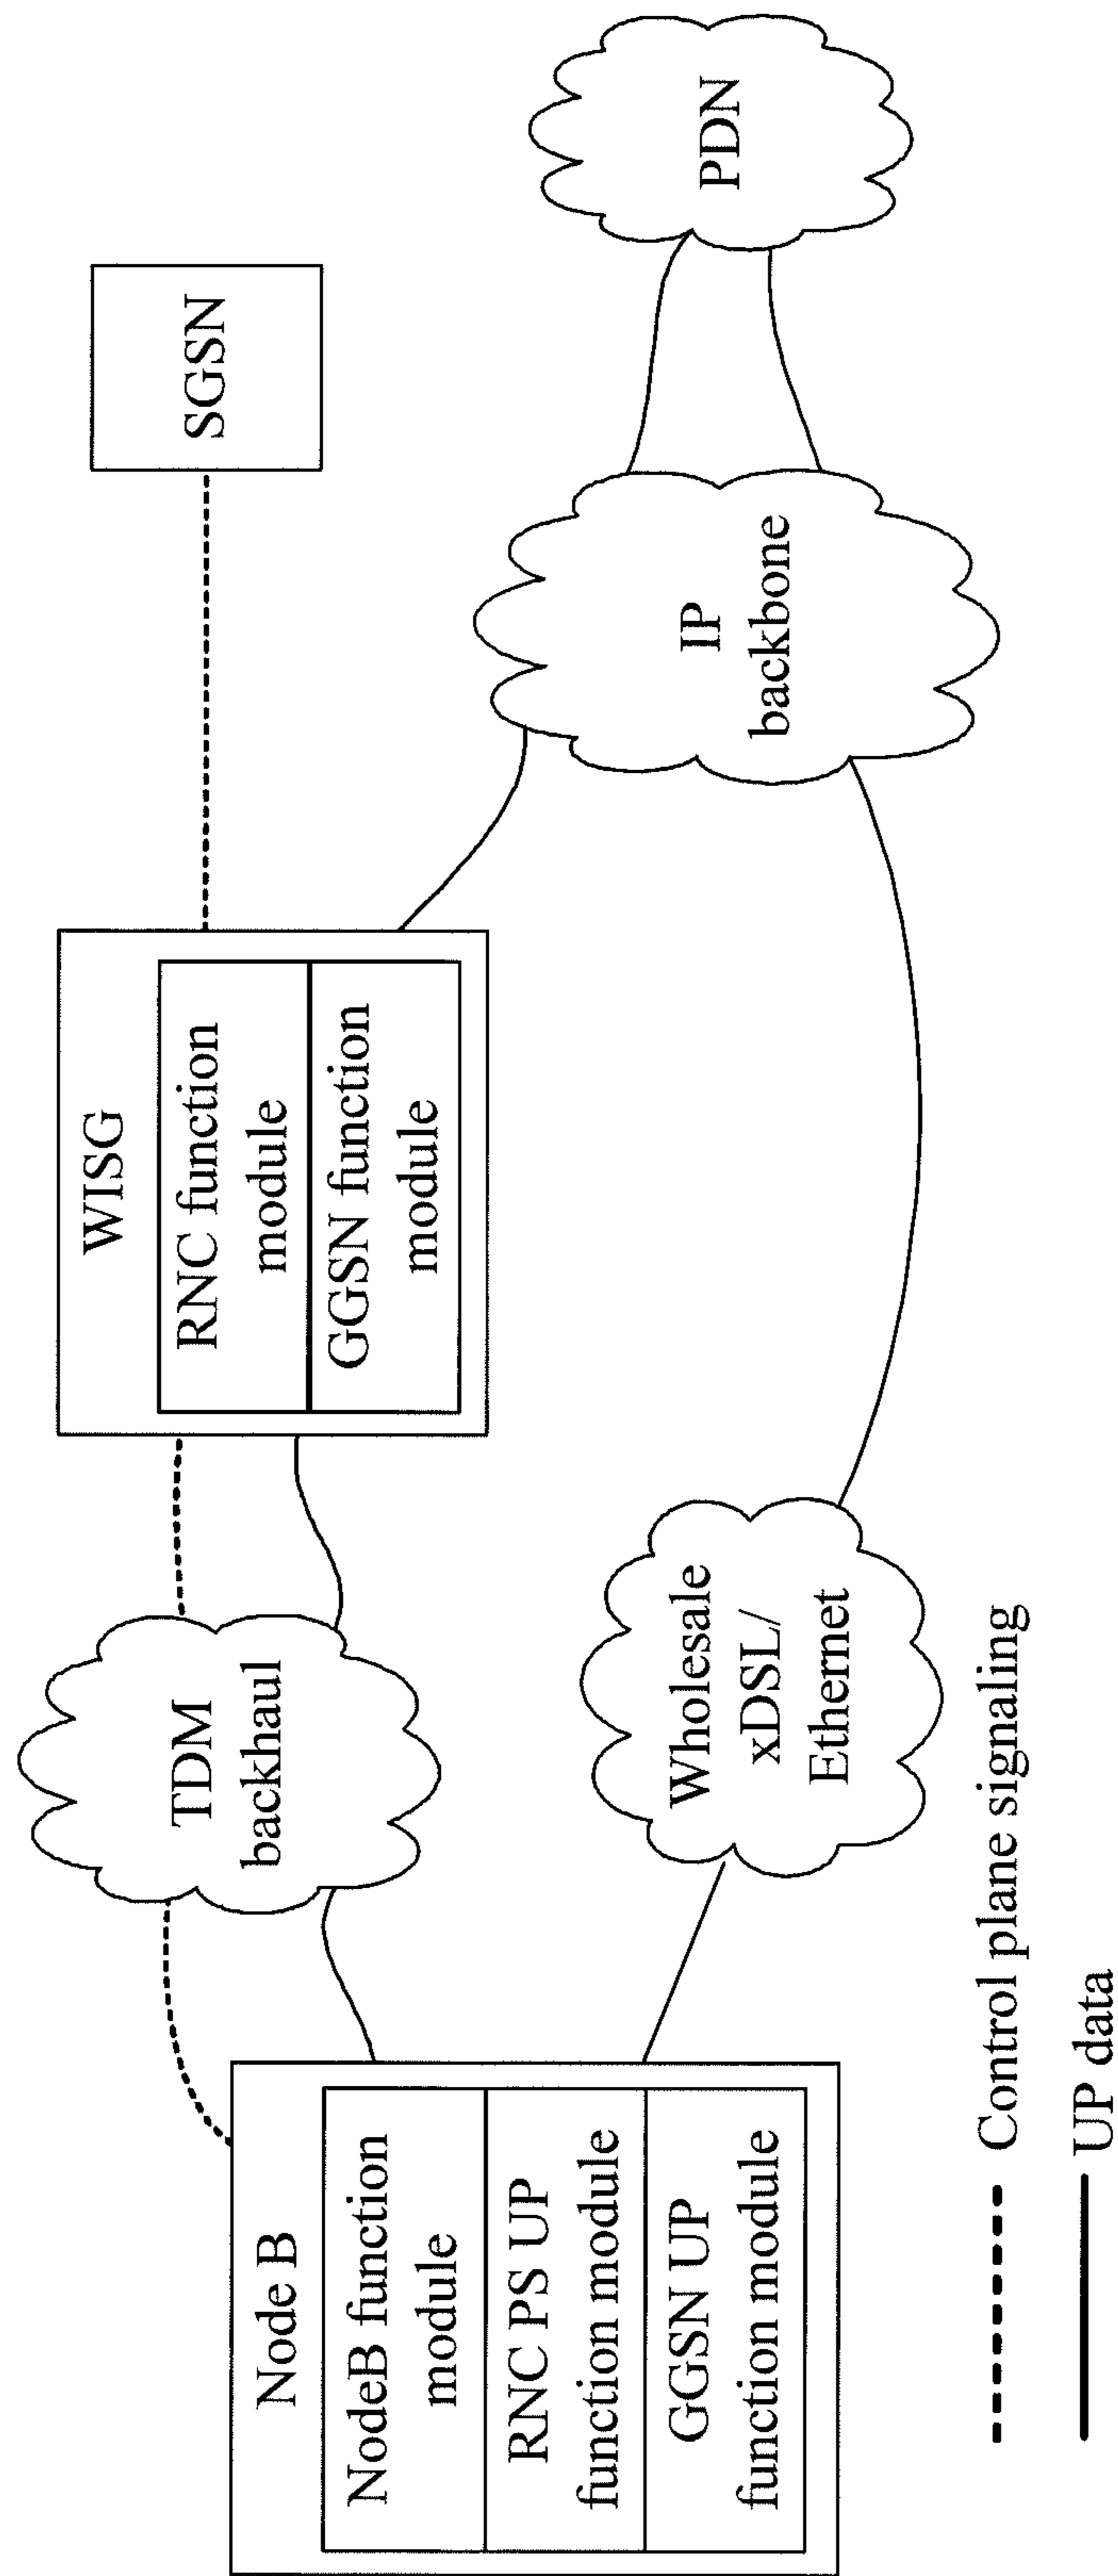 Node B
NodeB function
module
RNC PS UP
function module
GGSN UP
function module
TDM
backhaul
WISG
RNC function
module
GGSN function
module
SGSN
Wholesale
xDSL/
Ethernet
IP
backbone
PDN
Control plane signaling
UP data